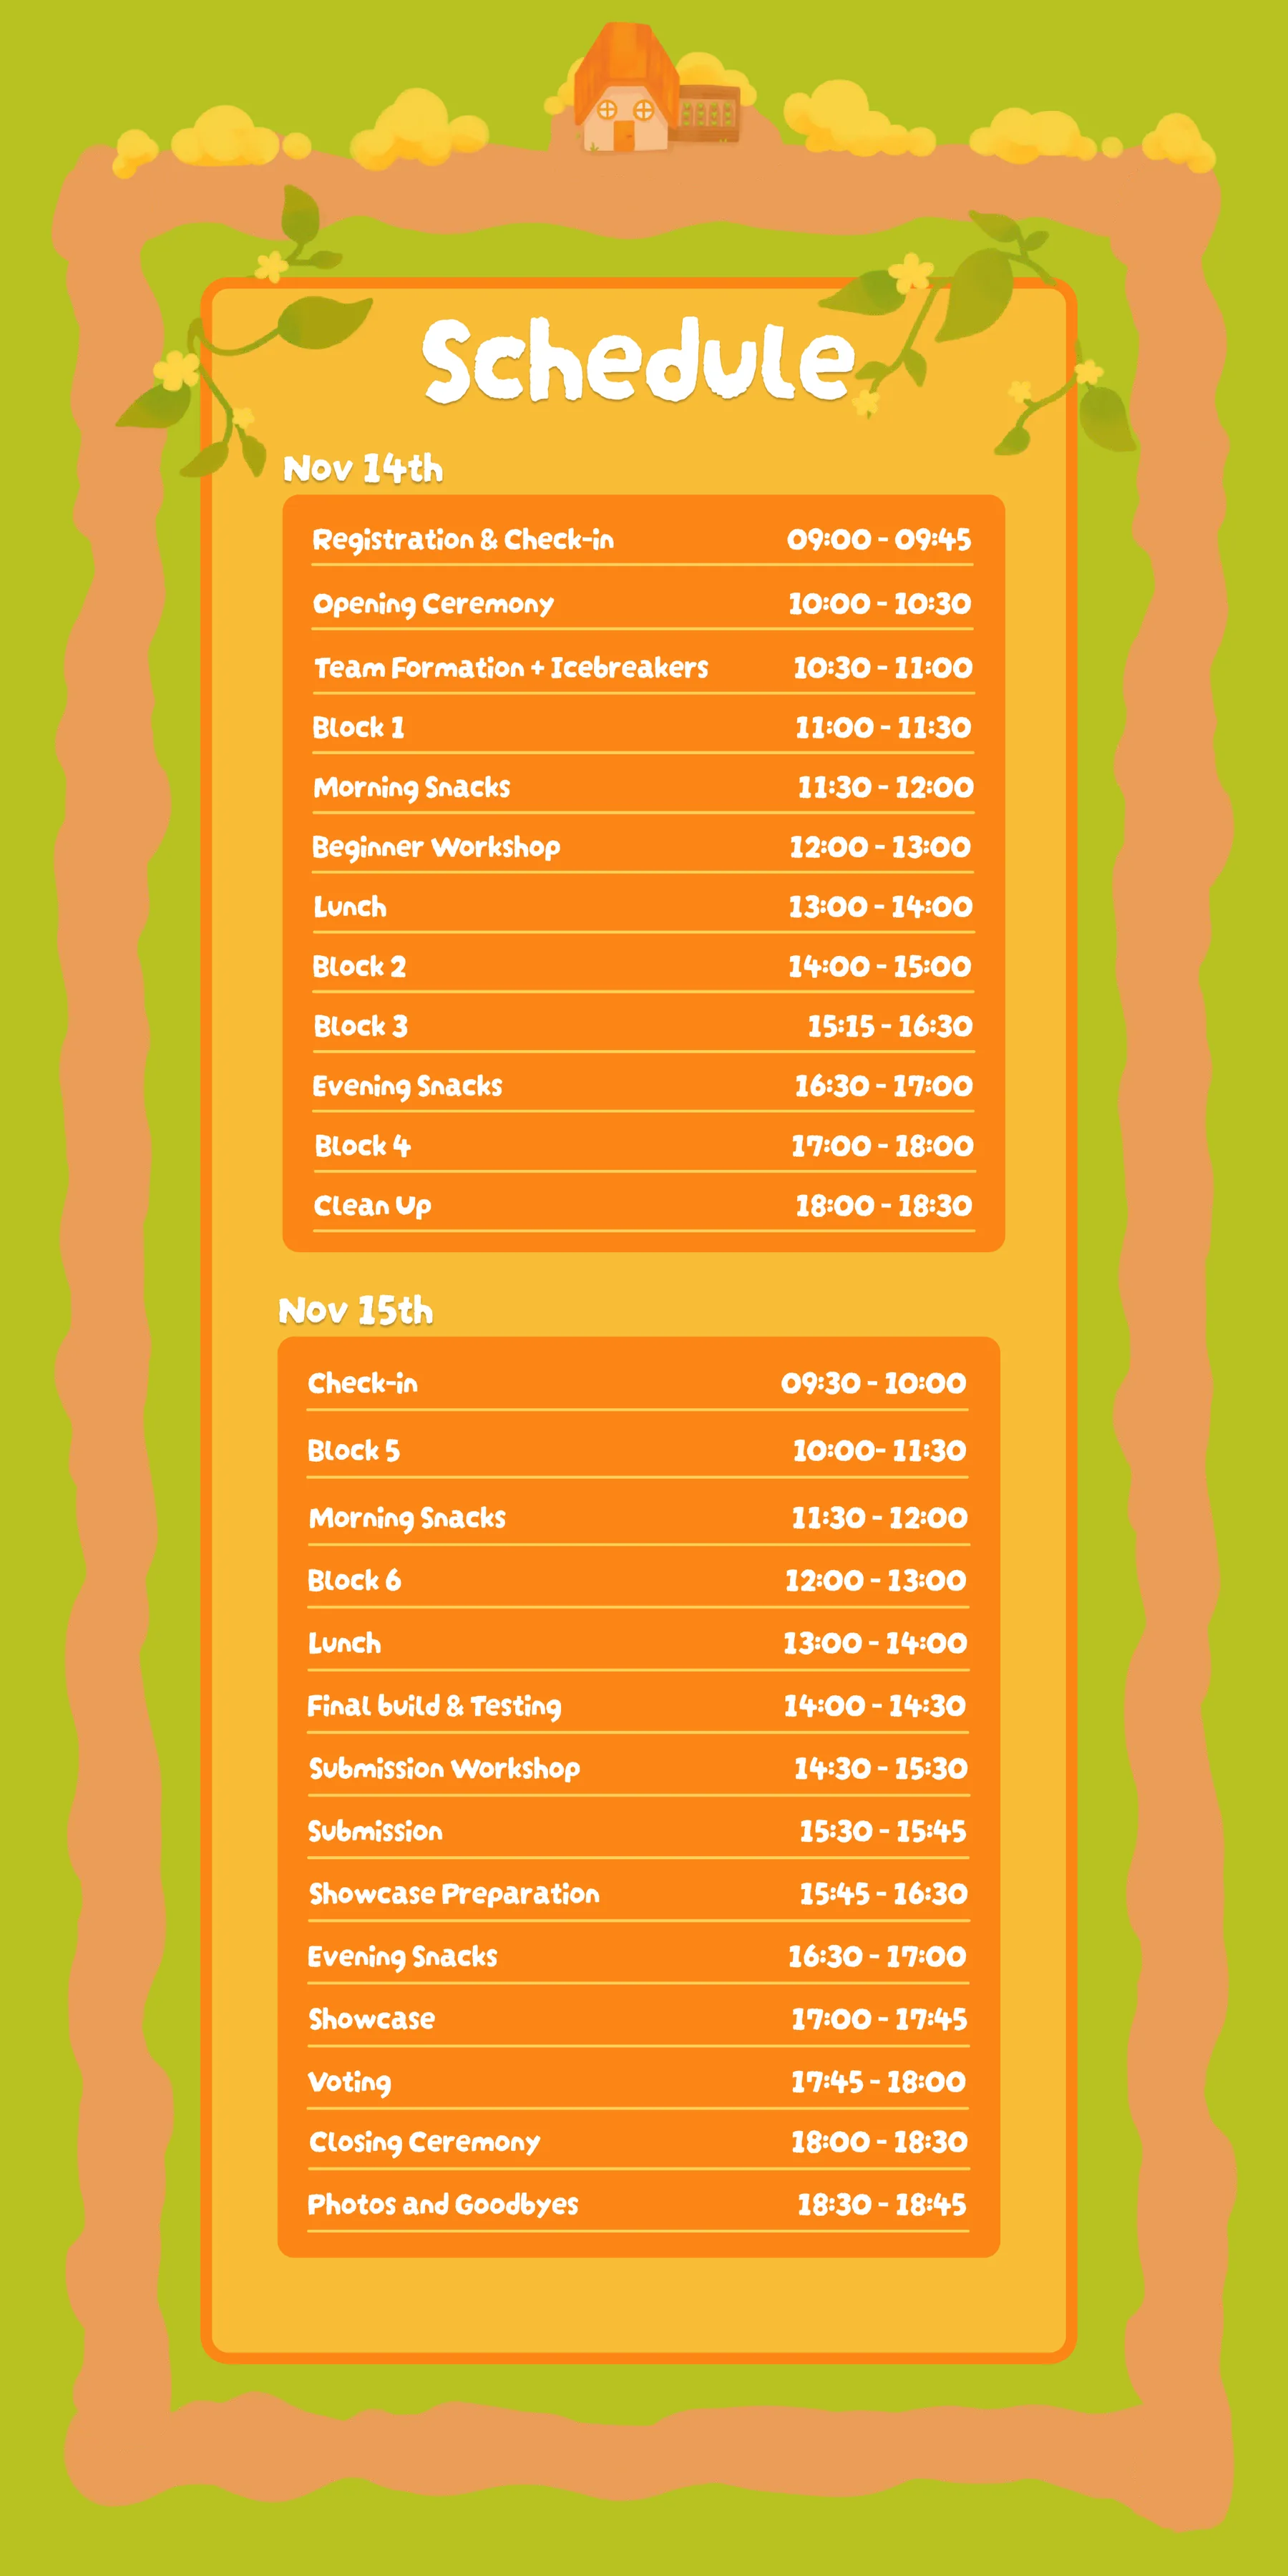 Schedule
Nov 14th
Registration & Check-in 09:00 - 09:45
Opening Ceremony 10:00 - 10:30
Team Formation + Icebreakers 10:30 - 11:00
Block 1 11:00 - 11:30
Morning Snacks 11:30 - 12:00
Beginner Workshop 12:00 - 13:00
Lunch 13:00 - 14:00
Block 2 14:00 - 15:00
Block 3 15:15 - 16:30
Evening Snacks 16:30 - 17:00
Block 4 17:00 - 18:00
Clean Up 18:00 - 18:30
Nov 15th
Check-in 09:30 - 10:00
Block 5 10:00- 11:30
Morning Snacks 11:30 - 12:00
Block 6 12:00 - 13:00
Lunch 13:00 - 14:00
Final build & Testing 14:00 - 14:30
Submission Workshop 14:30 - 15:30
Submission 15:30 - 15:45
Showcase Preparation 15:45 - 16:30
Evening Snacks 16:30 - 17:00
Showcase 17:00 - 17:45
Voting 17:45 - 18:00
Closing Ceremony 18:00 - 18:30
Photos and Goodbyes 18:30 - 18:45